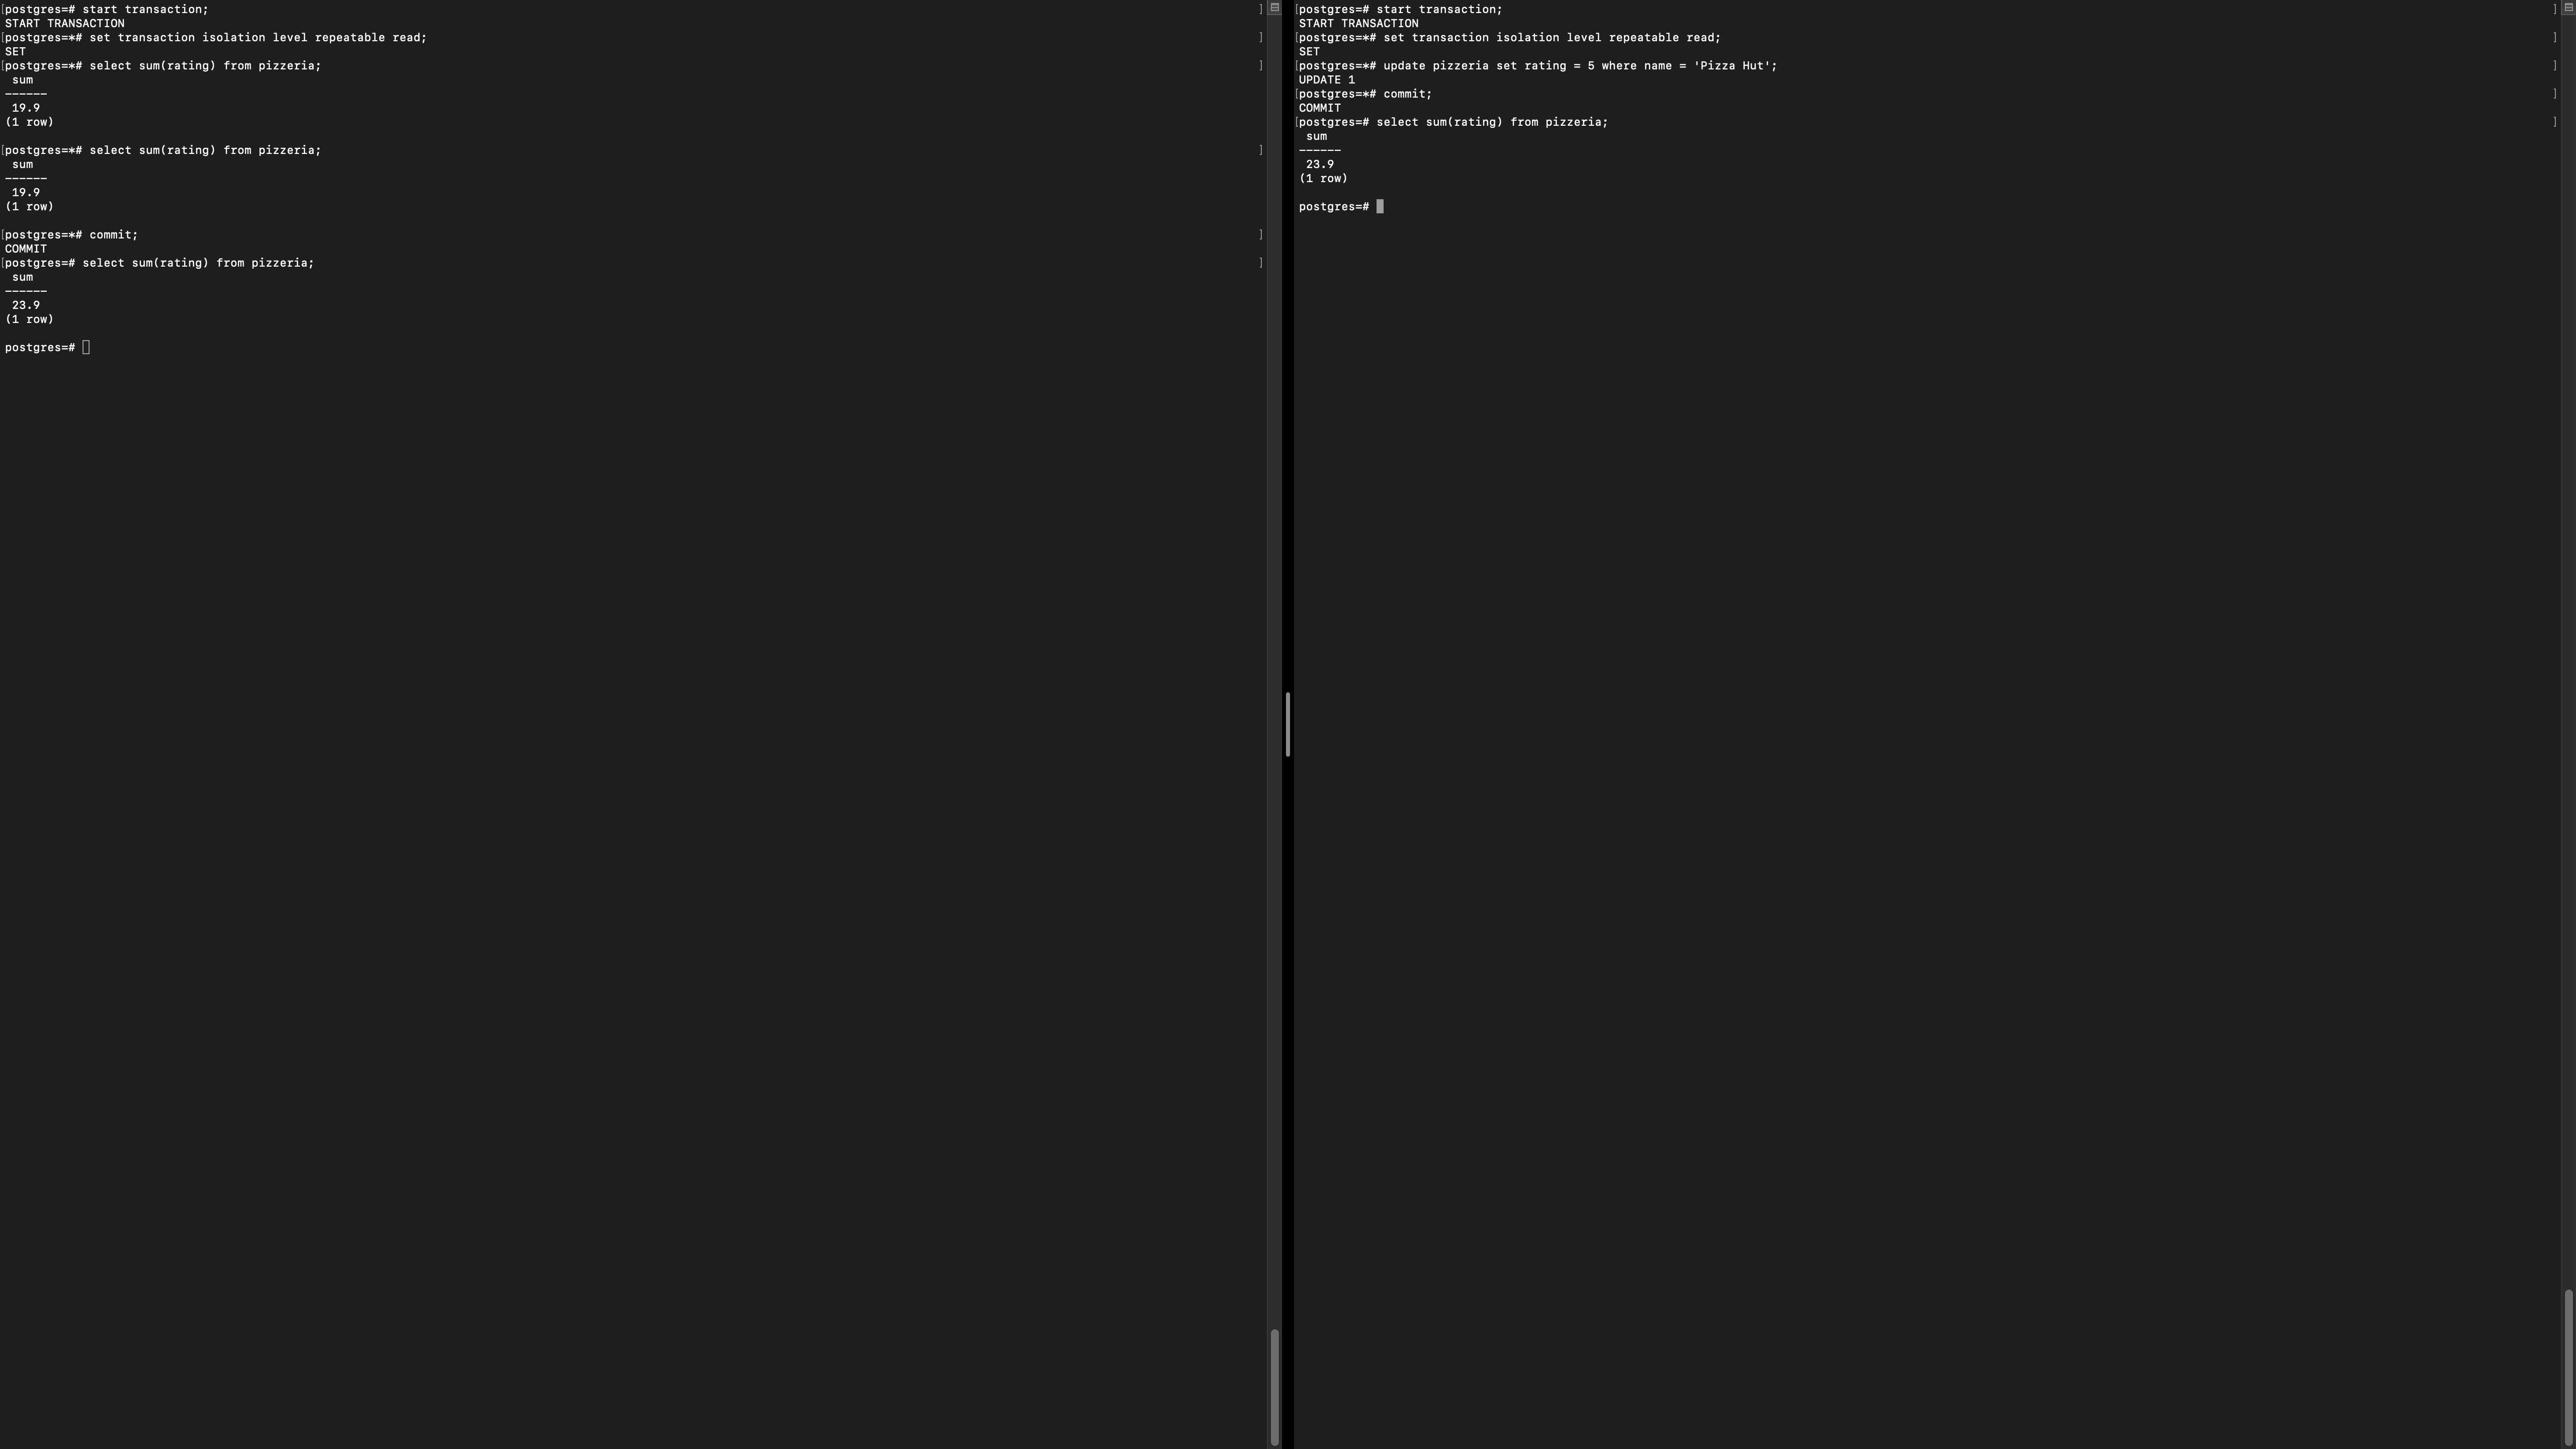 [postgres=# start transaction; ]
START TRANSACTION
[postgres=*# set transaction isolation level repeatable read; ]
SET
[postgres=*# select sum(rating) from pizzeria; ]
sum
------
19.9
(1 row)
[postgres=*# select sum(rating) from pizzeria; ]
sum
------
19.9
(1 row)
[postgres=*# commit; ]
COMMIT
[postgres=# select sum(rating) from pizzeria; ]
sum
------
23.9
(1 row)
postgres=#
[postgres=# start transaction; ]
START TRANSACTION
[postgres=*# set transaction isolation level repeatable read; ]
SET
[postgres=*# update pizzeria set rating = 5 where name = 'Pizza Hut'; ]
UPDATE 1
[postgres=*# commit; ]
COMMIT
[postgres=# select sum(rating) from pizzeria; ]
sum
------
23.9
(1 row)
postgres=#